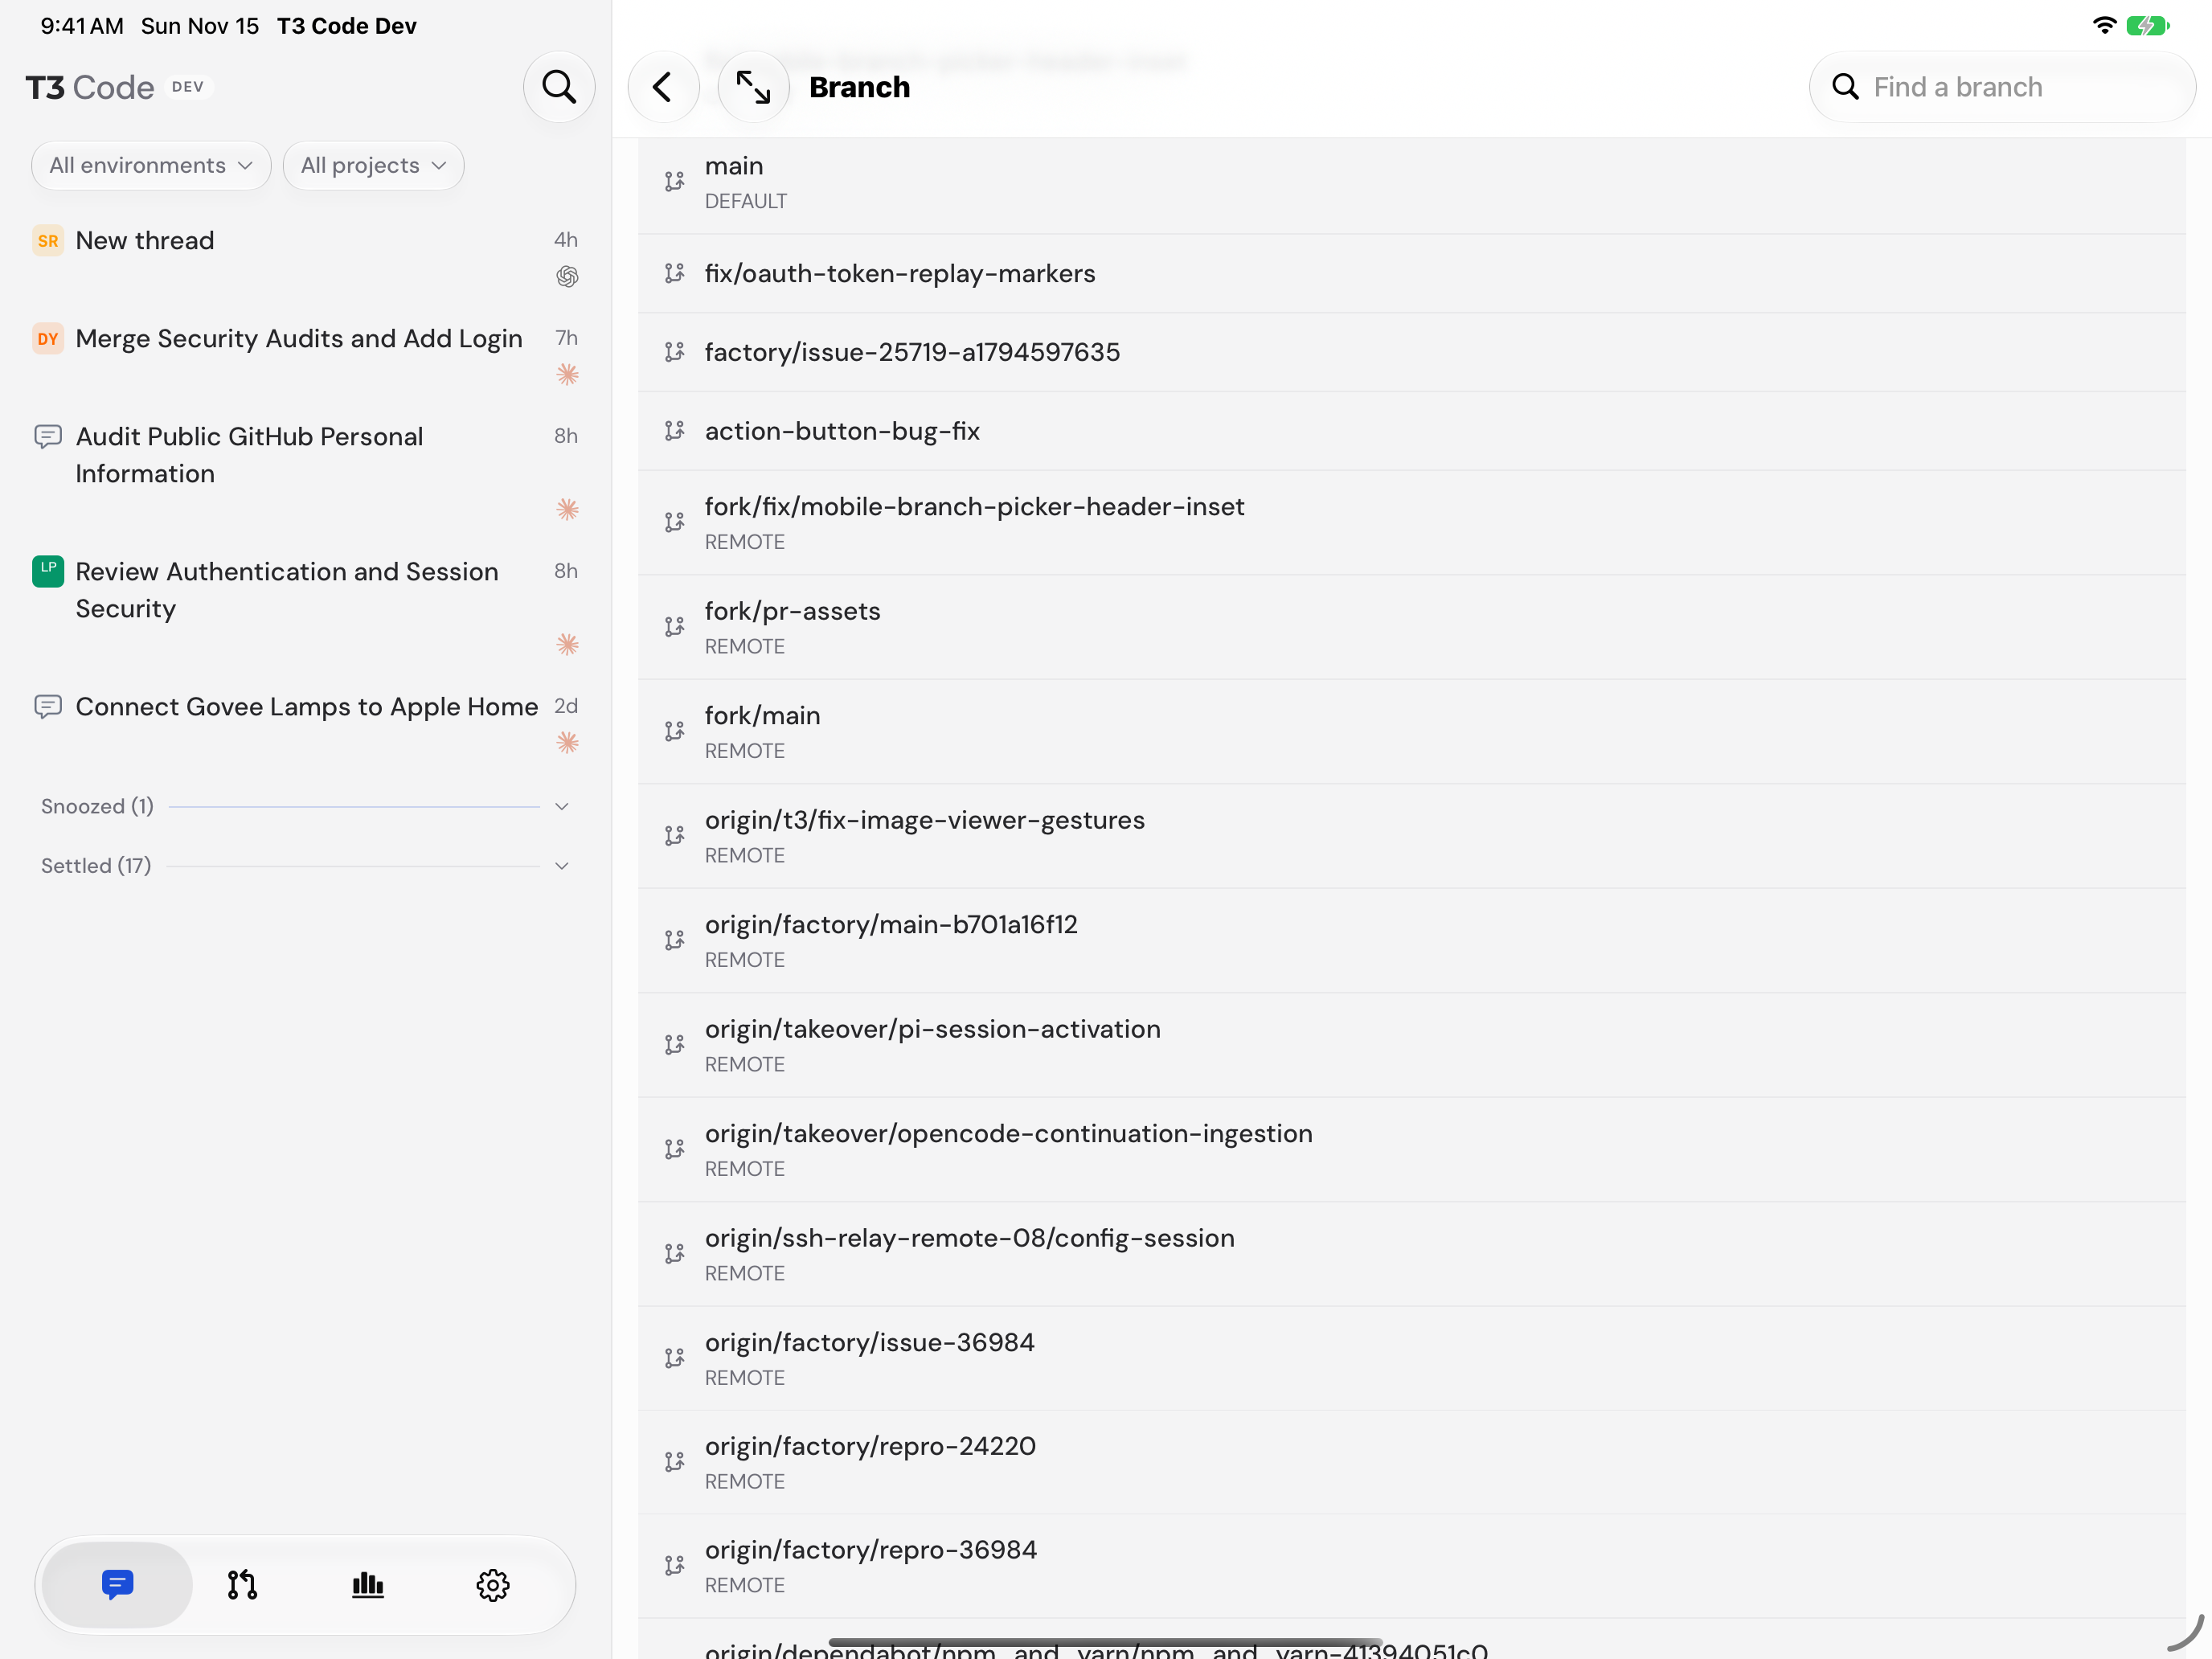 9:41 AM Sun Nov 15 T3 Code Dev
T3 Code DEV
All environments
All projects
SR New thread 4h
DY Merge Security Audits and Add Login 7h
Audit Public GitHub Personal 8h
Information
LP Review Authentication and Session 8h
Security
Connect Govee Lamps to Apple Home 2d
Snoozed (1)
Settled (17)
Branch
Find a branch
main
DEFAULT
fix/oauth-token-replay-markers
factory/issue-25719-a1794597635
action-button-bug-fix
fork/fix/mobile-branch-picker-header-inset
REMOTE
fork/pr-assets
REMOTE
fork/main
REMOTE
origin/t3/fix-image-viewer-gestures
REMOTE
origin/factory/main-b701a16f12
REMOTE
origin/takeover/pi-session-activation
REMOTE
origin/takeover/opencode-continuation-ingestion
REMOTE
origin/ssh-relay-remote-08/config-session
REMOTE
origin/factory/issue-36984
REMOTE
origin/factory/repro-24220
REMOTE
origin/factory/repro-36984
REMOTE
origin/dependabot/npm_and_yarn/npm_and_yarn-41394051c0